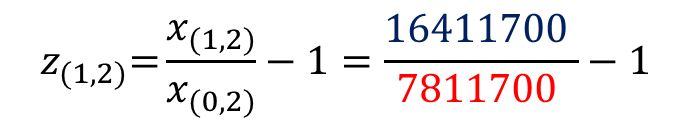 z₍₁,₂₎ = x₍₁,₂₎ / x₍₀,₂₎ − 1 = 16411700 / 7811700 − 1